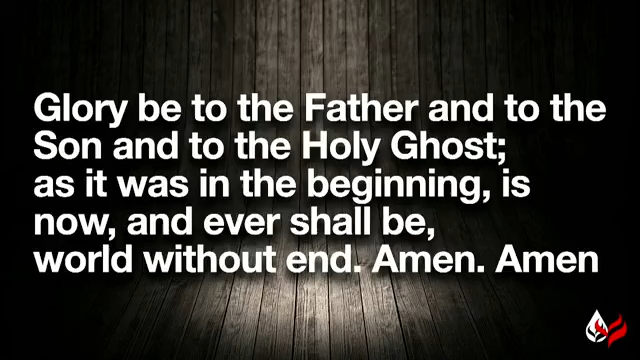 Glory be to the Father and to the
Son and to the Holy Ghost;
as it was in the beginning, is
now, and ever shall be,
world without end. Amen. Amen